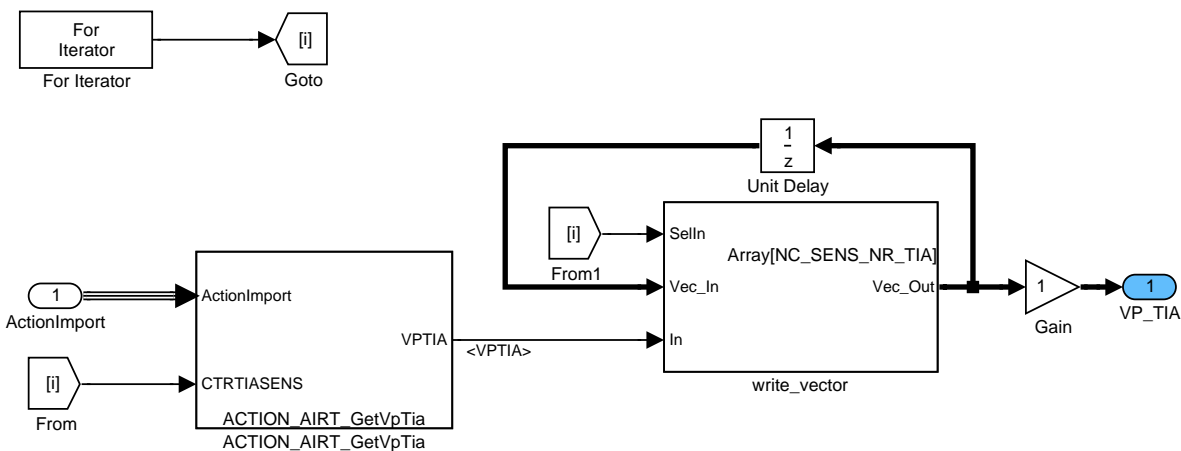 For
Iterator
For Iterator
[i]
Goto
1
z
Unit Delay
[i]
From1
SelIn
Array[NC_SENS_NR_TIA]
Vec_In
Vec_Out
In
write_vector
1
Gain
1
VP_TIA
1
ActionImport
ActionImport
VPTIA
<VPTIA>
[i]
From
CTRTIASENS
ACTION_AIRT_GetVpTia
ACTION_AIRT_GetVpTia